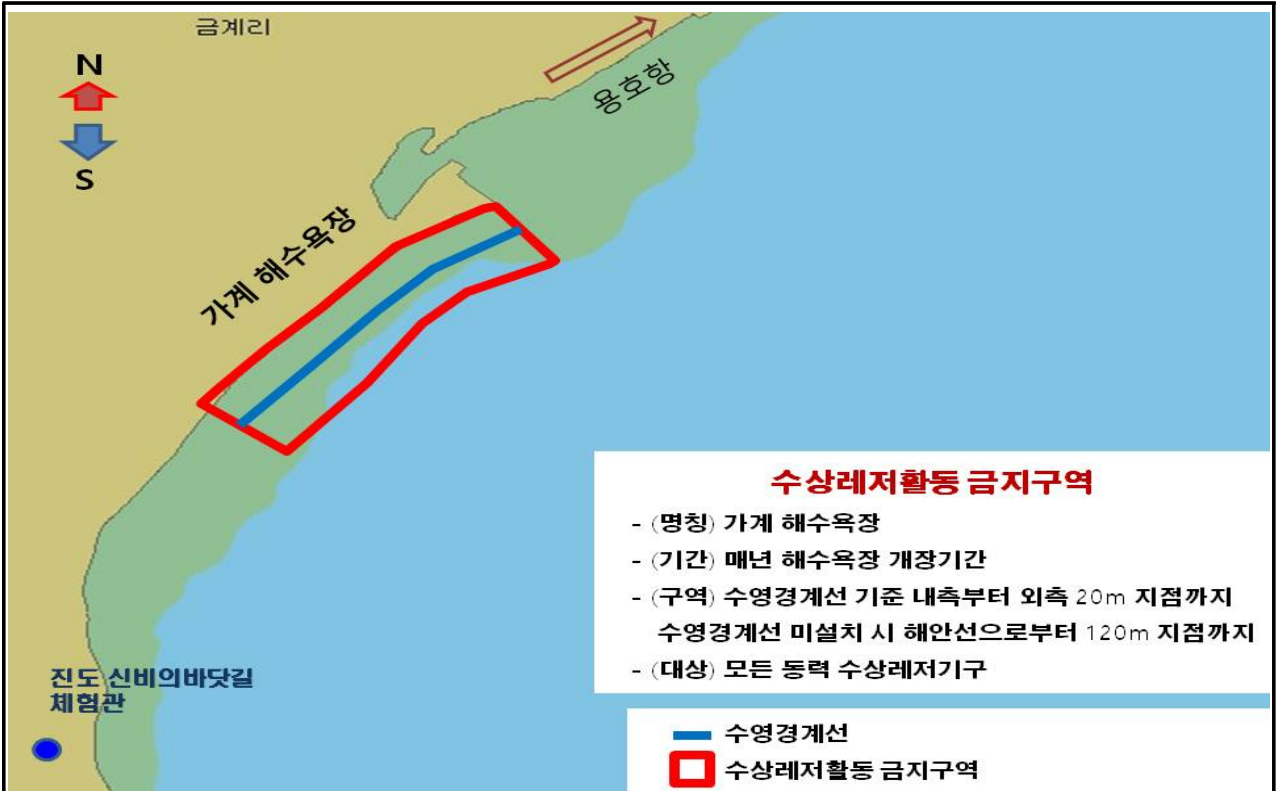 금계리
N
S
용호항
가계 해수욕장
수상레저활동 금지구역
- (명칭) 가계 해수욕장
- (기간) 매년 해수욕장 개장기간
- (구역) 수영경계선 기준 내측부터 외측 20m 지점까지
수영경계선 미설치 시 해안선으로부터 120m 지점까지
- (대상) 모든 동력 수상레저기구
진도 신비의바닷길
체험관
수영경계선
수상레저활동 금지구역